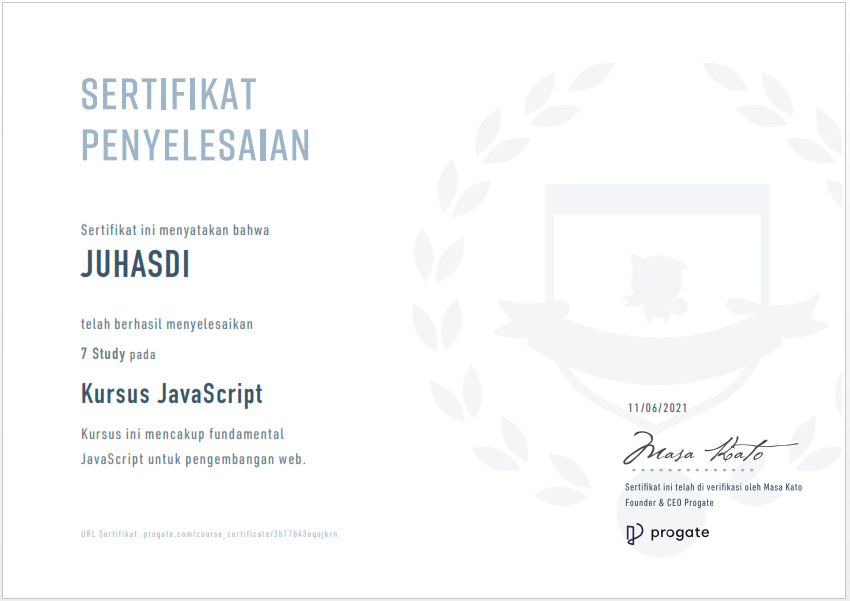 SERTIFIKAT
PENYELESAIAN
Sertifikat ini menyatakan bahwa
JUHASDI
telah berhasil menyelesaikan
7 Study pada
Kursus JavaScript
Kursus ini mencakup fundamental
JavaScript untuk pengembangan web.
11/06/2021
Masa Kato
Sertifikat ini telah di verifikasi oleh Masa Kato
Founder & CEO Progate
progate
URL Sertifikat: progate.com/course_certificate/3b77b43equjkrn